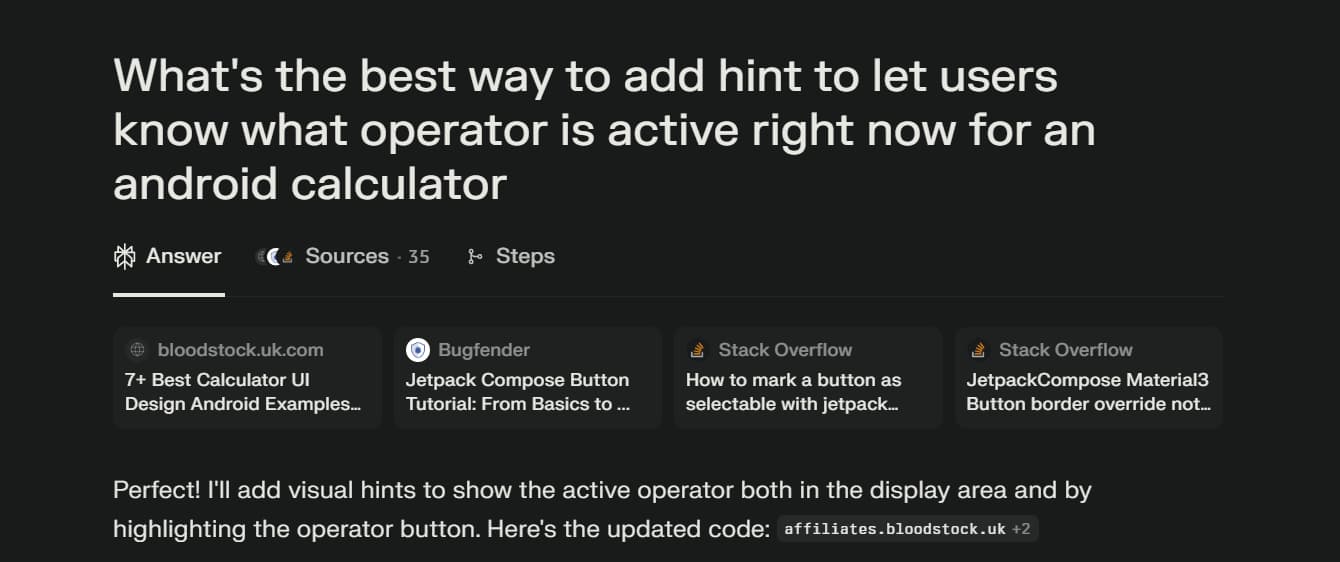 What's the best way to add hint to let users
know what operator is active right now for an
android calculator
Answer
Sources · 35
Steps
bloodstock.uk.com
7+ Best Calculator UI
Design Android Examples...
Bugfender
Jetpack Compose Button
Tutorial: From Basics to ...
Stack Overflow
How to mark a button as
selectable with jetpack...
Stack Overflow
JetpackCompose Material3
Button border override not...
Perfect! I'll add visual hints to show the active operator both in the display area and by
highlighting the operator button. Here's the updated code: affiliates.bloodstock.uk +2